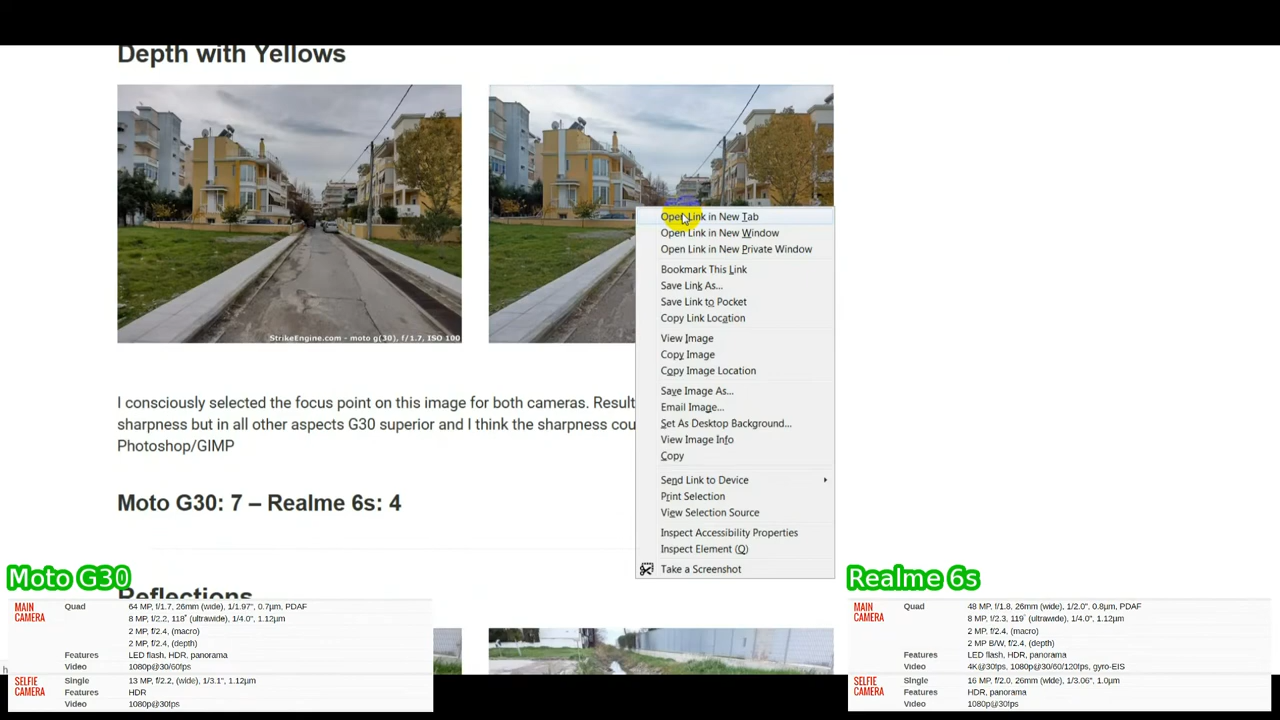 Depth with Yellows
StrikeEngine.com - moto g(30), f/1.7, ISO 100
Open Link in New Tab
Open Link in New Window
Open Link in New Private Window
Bookmark This Link
Save Link As...
Save Link to Pocket
Copy Link Location
View Image
Copy Image
Copy Image Location
Save Image As...
Email Image...
Set As Desktop Background...
View Image Info
Copy
Send Link to Device
Print Selection
View Selection Source
Inspect Accessibility Properties
Inspect Element (Q)
Take a Screenshot
I consciously selected the focus point on this image for both cameras. Result
sharpness but in all other aspects G30 superior and I think the sharpness cou
Photoshop/GIMP
Moto G30: 7 – Realme 6s: 4
Reflections
Moto G30
MAIN CAMERA
Quad
64 MP, f/1.7, 26mm (wide), 1/1.97", 0.7µm, PDAF
8 MP, f/2.2, 118° (ultrawide), 1/4.0", 1.12µm
2 MP, f/2.4, (macro)
2 MP, f/2.4, (depth)
Features LED flash, HDR, panorama
Video 1080p@30/60fps
SELFIE CAMERA
Single 13 MP, f/2.2, (wide), 1/3.1", 1.12µm
Features HDR
Video 1080p@30fps
Realme 6s
MAIN CAMERA
Quad
48 MP, f/1.8, 26mm (wide), 1/2.0", 0.8µm, PDAF
8 MP, f/2.3, 119° (ultrawide), 1/4.0", 1.12µm
2 MP, f/2.4, (macro)
2 MP B/W, f/2.4, (depth)
Features LED flash, HDR, panorama
Video 4K@30fps, 1080p@30/60/120fps, gyro-EIS
SELFIE CAMERA
Single 16 MP, f/2.0, 26mm (wide), 1/3.06", 1.0µm
Features HDR, panorama
Video 1080p@30fps